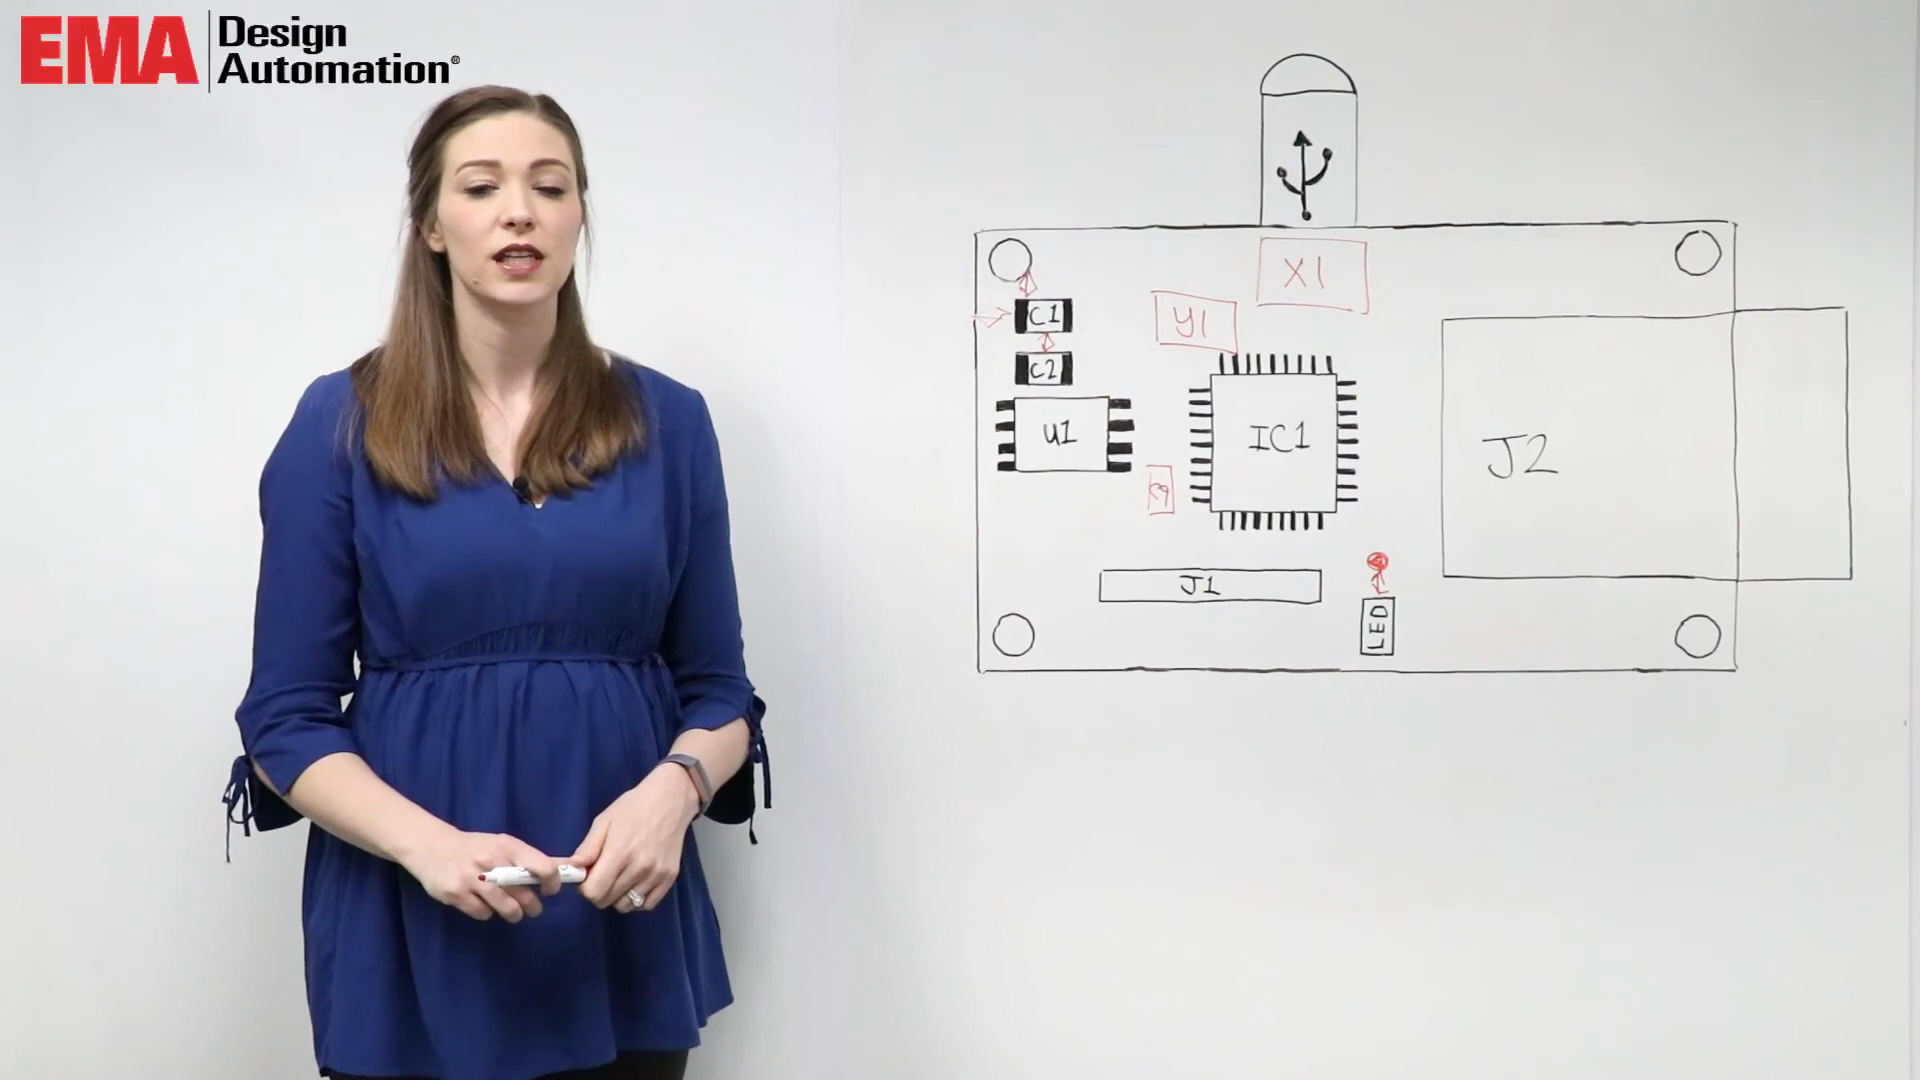 EMA Design
Automation®
X1
C1
Y1
C2
U1
IC1
J2
J1
LED